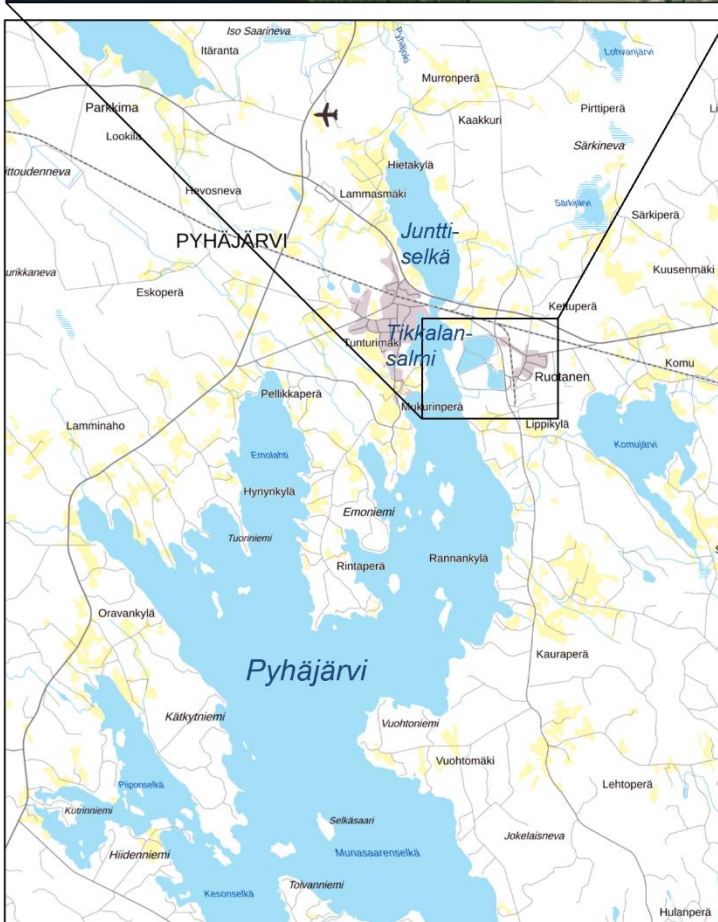 Iso Saarineva
Itäranta
Pyhäjoki
Lohvanjärvi
Murronperä
Parkkima
Kaakkuri
Pirttiperä
Li
Lookila
Särkineva
Hietakylä
ittoudenneva
Hevosneva
Lammasmäki
Särkijärvi
Särkiperä
Juntti-
selkä
PYHÄJÄRVI
Kuusenmäki
urikkaneva
Eskoperä
Kettuperä
Tikkalan-
salmi
Tunturimäki
Komu
Ruotanen
Pellikkaperä
Mukurinperä
Lamminaho
Lippikylä
Emolahti
Komujärvi
Hynynkylä
Emoniemi
Tuoriniemi
S
Rintaperä
Rannankylä
Oravankylä
Kauraperä
Pyhäjärvi
Kätkytniemi
Vuohtoniemi
Vuohtomäki
Piiponselkä
Lehtoperä
Kutrinniemi
Selkäsaari
Jokelaisneva
Hiidenniemi
Munasaarenselkä
Tolvanniemi
Kesonselkä
Hulanperä